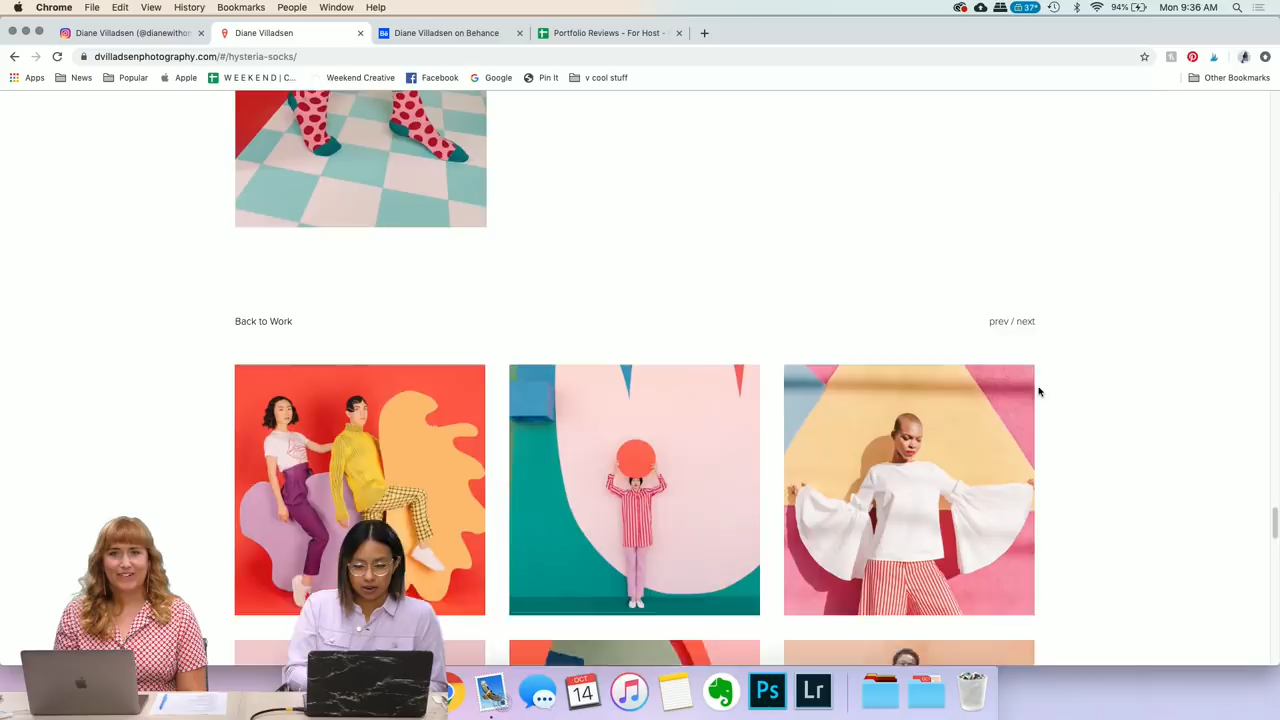 Chrome File Edit View History Bookmarks People Window Help
37° 94% Mon 9:36 AM
Diane Villadsen (@dianewithon
Diane Villadsen
Diane Villadsen on Behance
Portfolio Reviews - For Host -
dvilladsenphotography.com/#/hysteria-socks/
Apps News Popular Apple W E E K E N D | C... Weekend Creative Facebook Google Pin It v cool stuff Other Bookmarks
Back to Work
prev / next
OCT
14
Ps
Lr